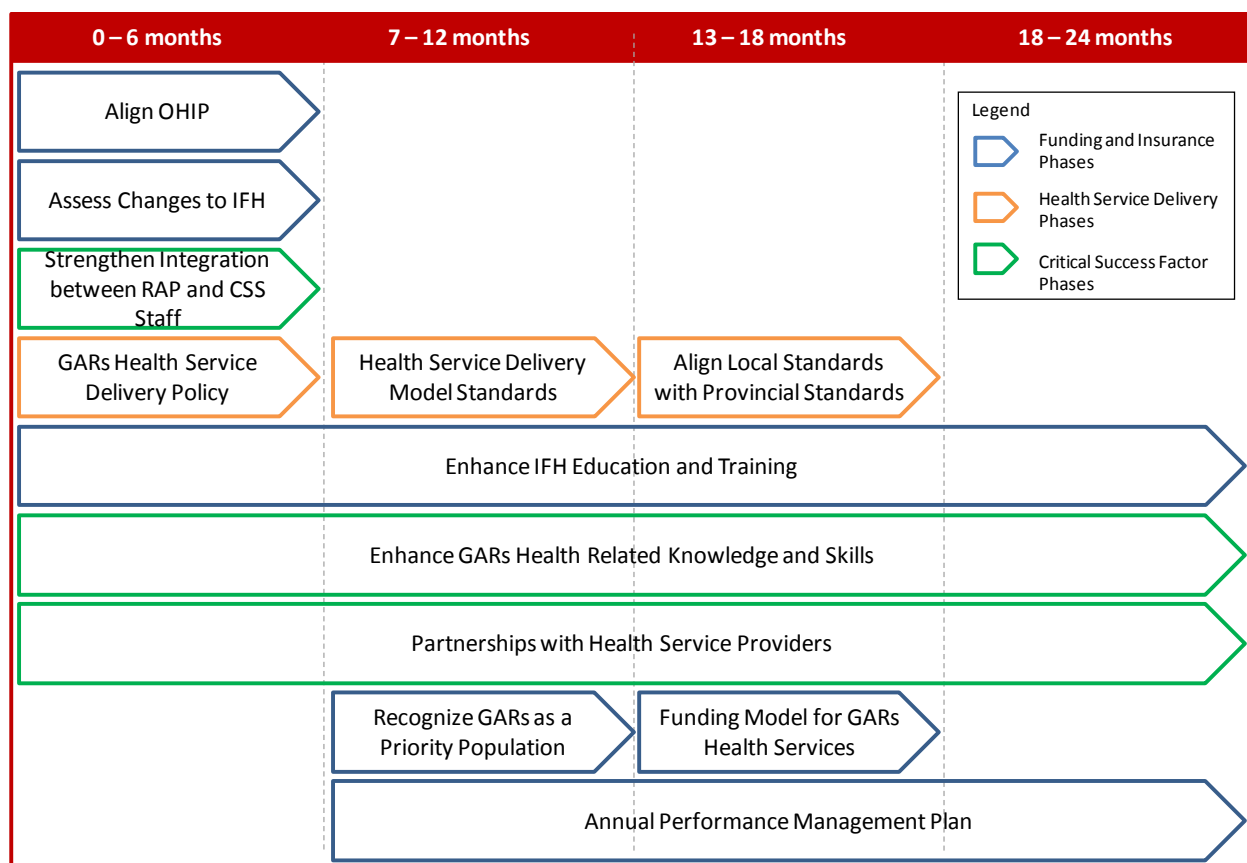 0 – 6 months
7 – 12 months
13 – 18 months
18 – 24 months
Align OHIP
Legend
Funding and Insurance
Phases
Health Service Delivery
Phases
Critical Success Factor
Phases
Assess Changes to IFH
Strengthen Integration
between RAP and CSS
Staff
GARs Health Service
Delivery Policy
Health Service Delivery
Model Standards
Align Local Standards
with Provincial Standards
Enhance IFH Education and Training
Enhance GARs Health Related Knowledge and Skills
Partnerships with Health Service Providers
Recognize GARs as a
Priority Population
Funding Model for GARs
Health Services
Annual Performance Management Plan